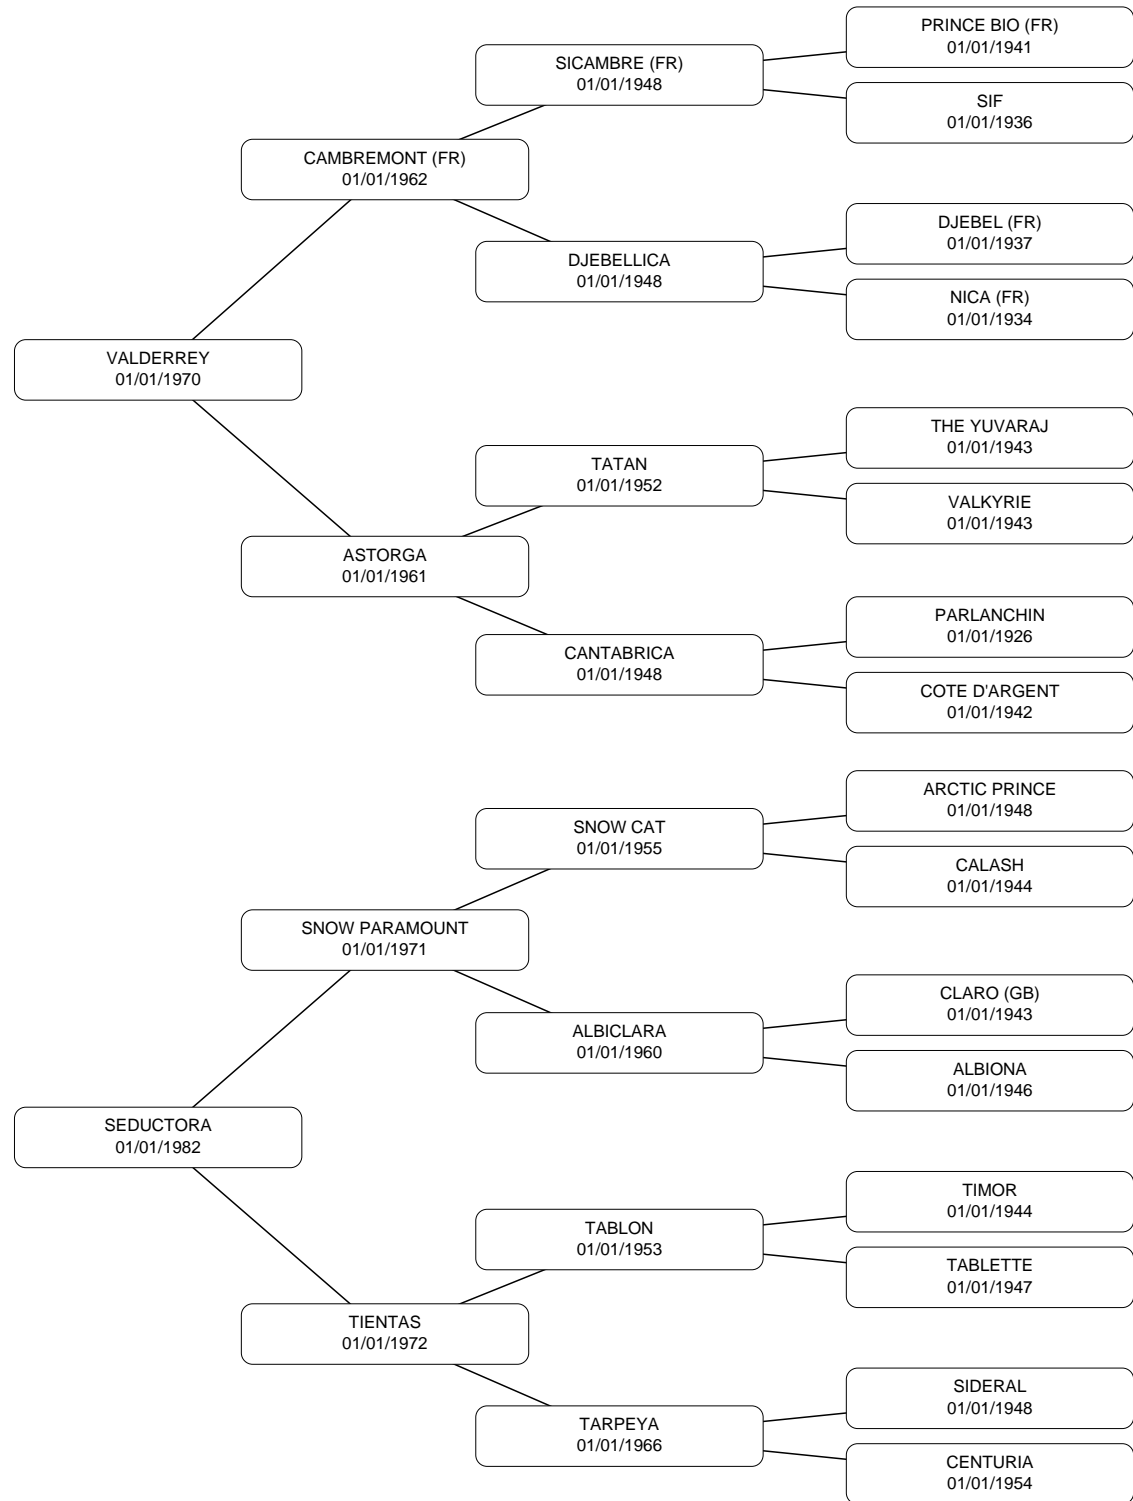 PRINCE BIO (FR)
01/01/1941
SICAMBRE (FR)
01/01/1948
SIF
01/01/1936
CAMBREMONT (FR)
01/01/1962
DJEBEL (FR)
01/01/1937
DJEBELLICA
01/01/1948
NICA (FR)
01/01/1934
VALDERREY
01/01/1970
THE YUVARAJ
01/01/1943
TATAN
01/01/1952
VALKYRIE
01/01/1943
ASTORGA
01/01/1961
PARLANCHIN
01/01/1926
CANTABRICA
01/01/1948
COTE D'ARGENT
01/01/1942
ARCTIC PRINCE
01/01/1948
SNOW CAT
01/01/1955
CALASH
01/01/1944
SNOW PARAMOUNT
01/01/1971
CLARO (GB)
01/01/1943
ALBICLARA
01/01/1960
ALBIONA
01/01/1946
SEDUCTORA
01/01/1982
TIMOR
01/01/1944
TABLON
01/01/1953
TABLETTE
01/01/1947
TIENTAS
01/01/1972
SIDERAL
01/01/1948
TARPEYA
01/01/1966
CENTURIA
01/01/1954